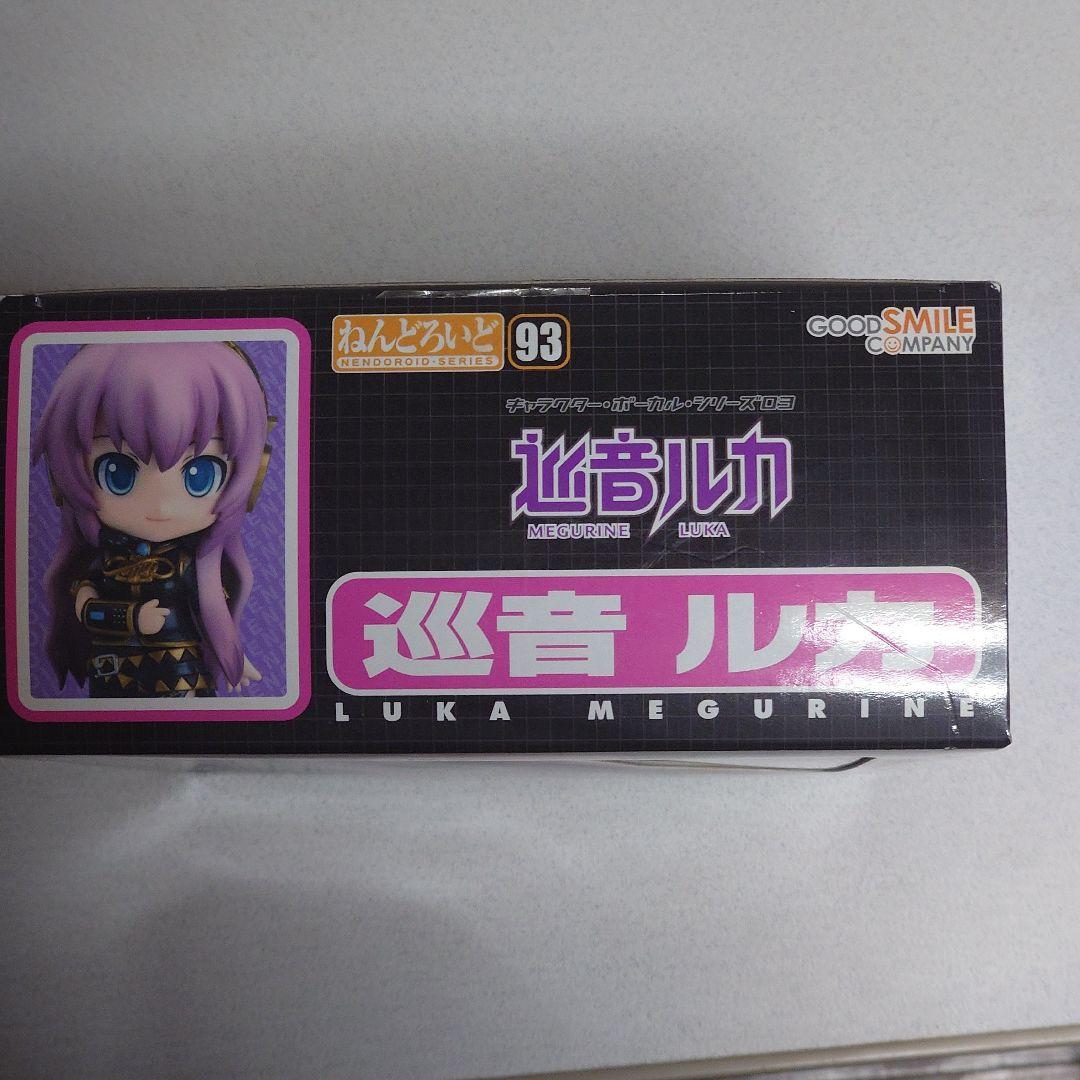 ねんどろいど
NENDOROID・SERIES
93
GOOD SMILE
COMPANY
キャラクター・ボーカル・シリーズ03
巡音ルカ
MEGURINE LUKA
巡音 ルカ
LUKA MEGURINE